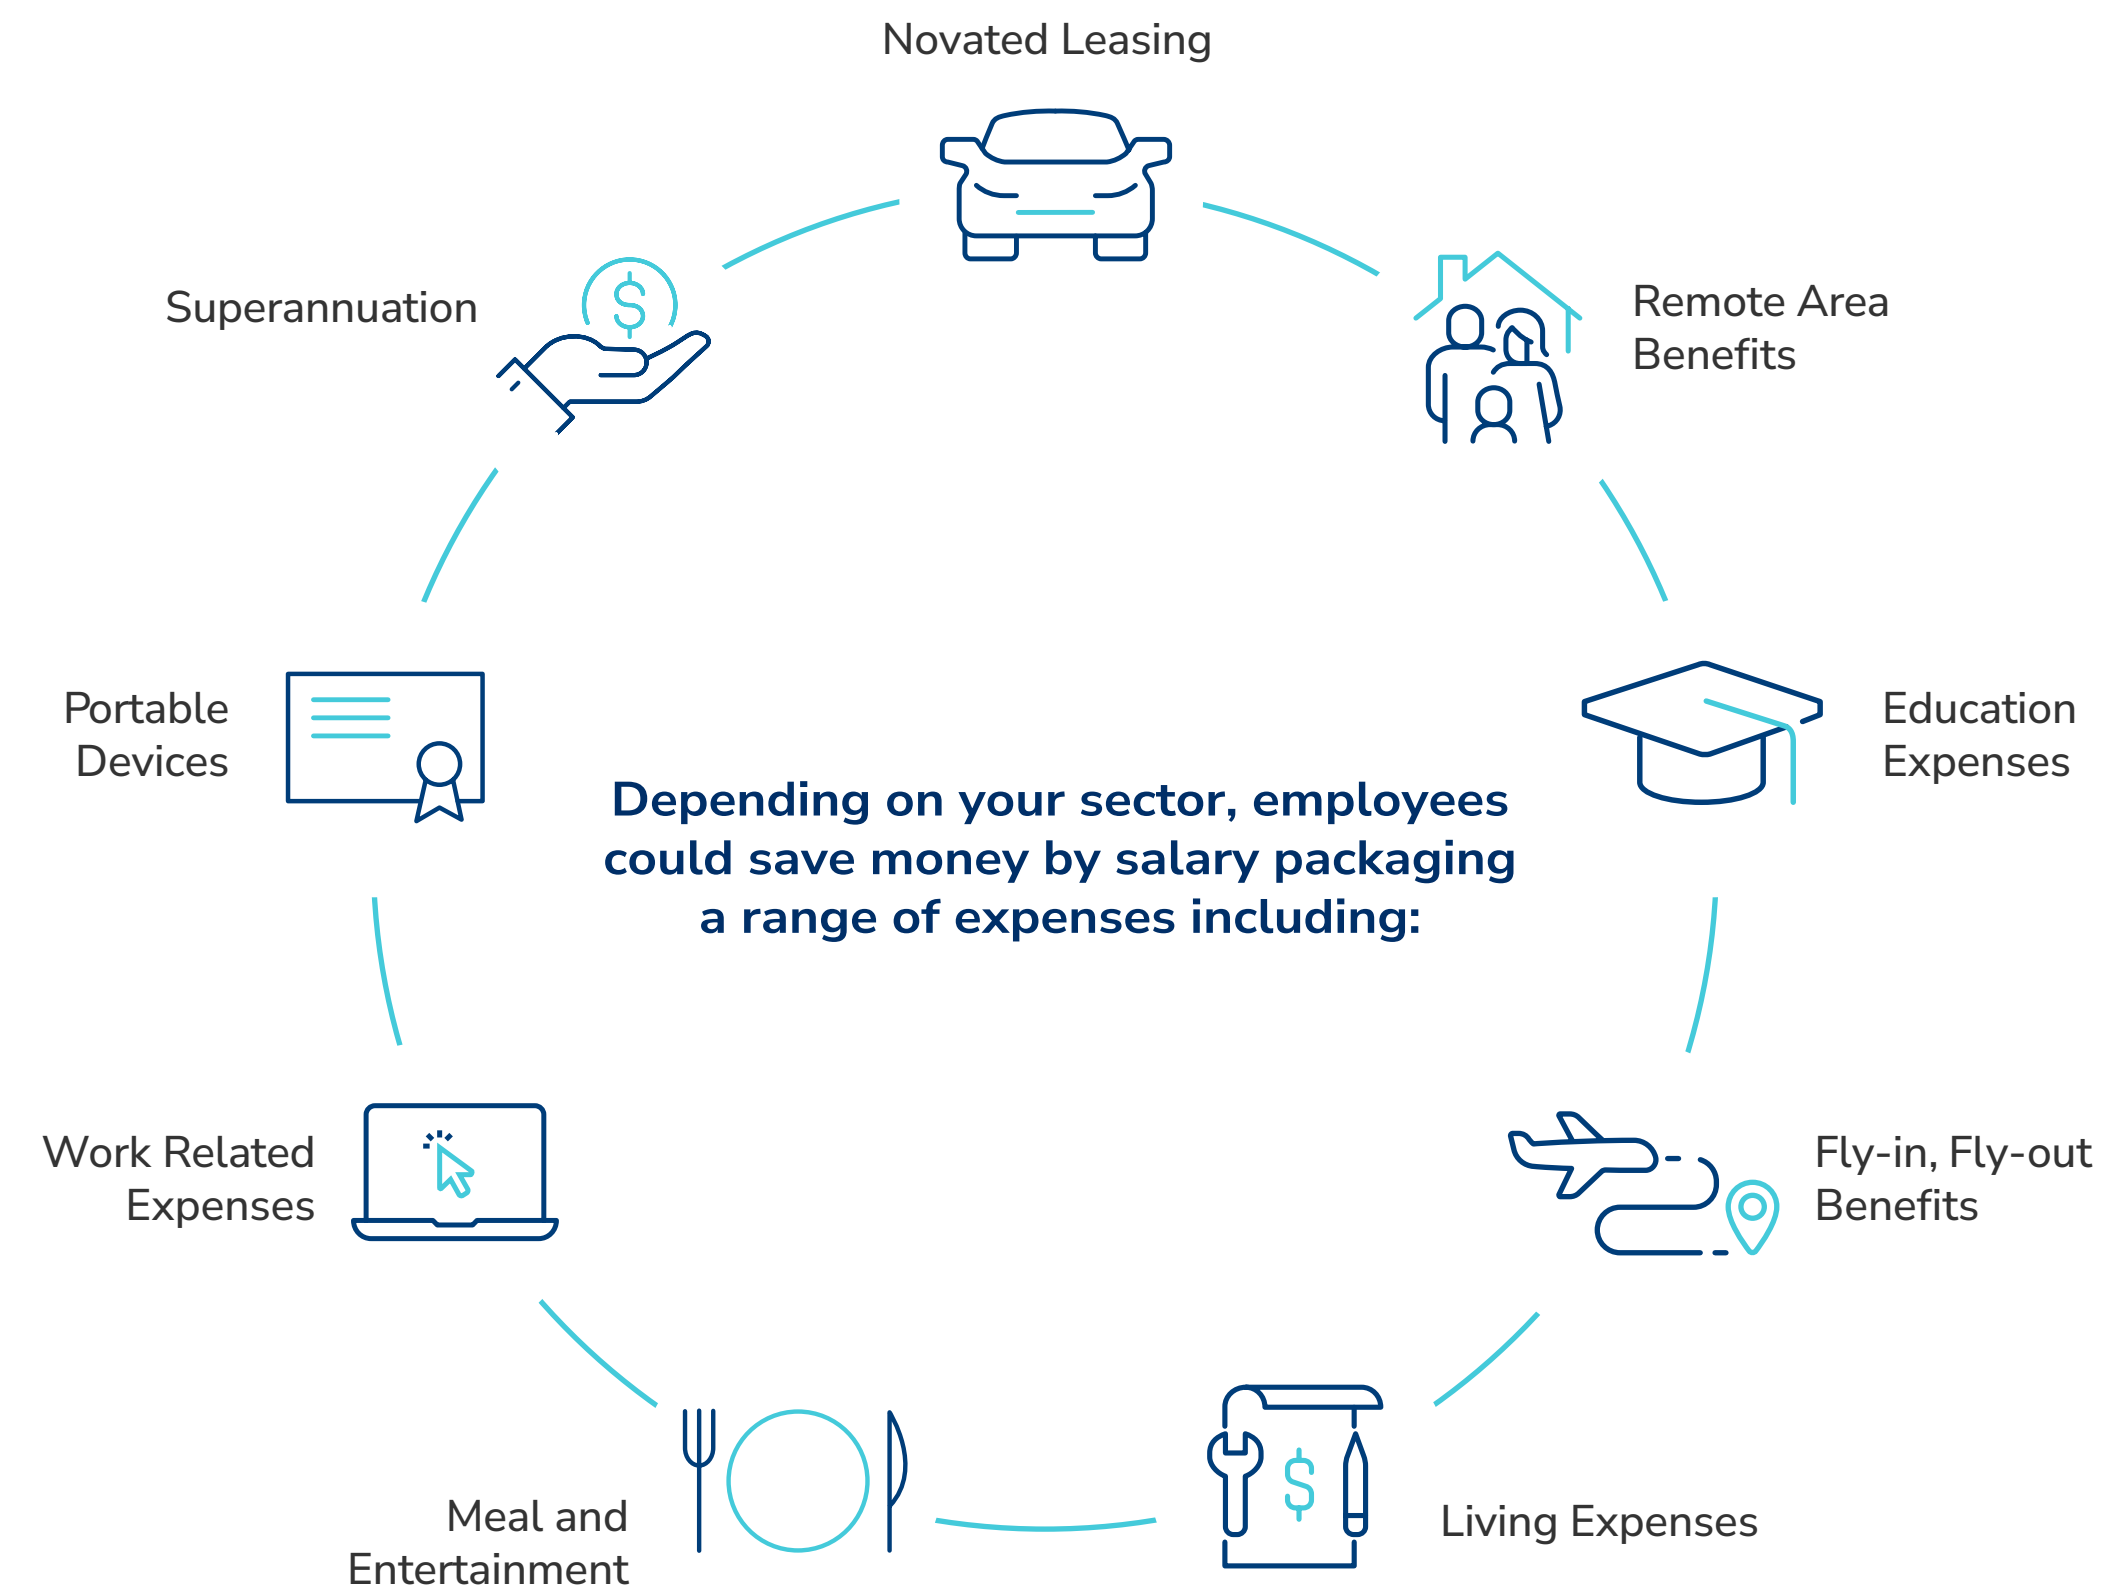 Novated Leasing
Superannuation
Remote Area
Benefits
Portable
Devices
Education
Expenses
Depending on your sector, employees
could save money by salary packaging
a range of expenses including:
Work Related
Expenses
Fly-in, Fly-out
Benefits
Meal and
Entertainment
Living Expenses
$
$